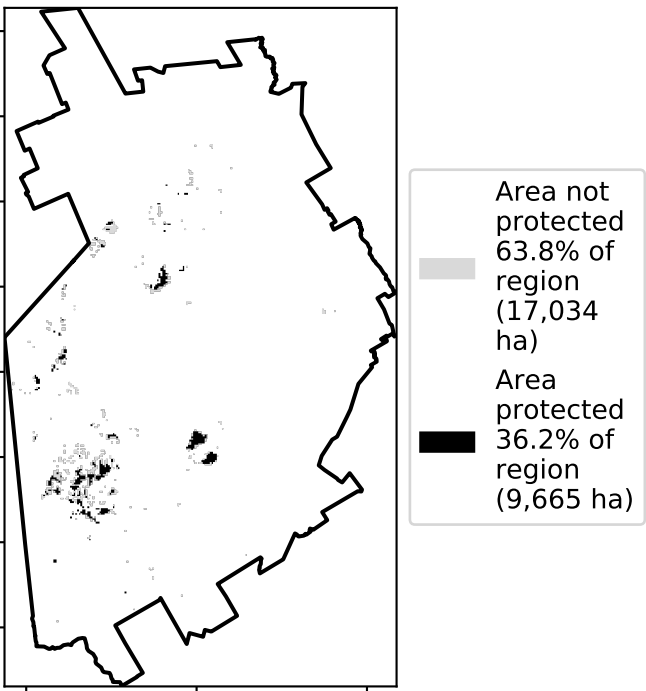 Area not
protected
63.8% of
region
(17,034
ha)
Area
protected
36.2% of
region
(9,665 ha)